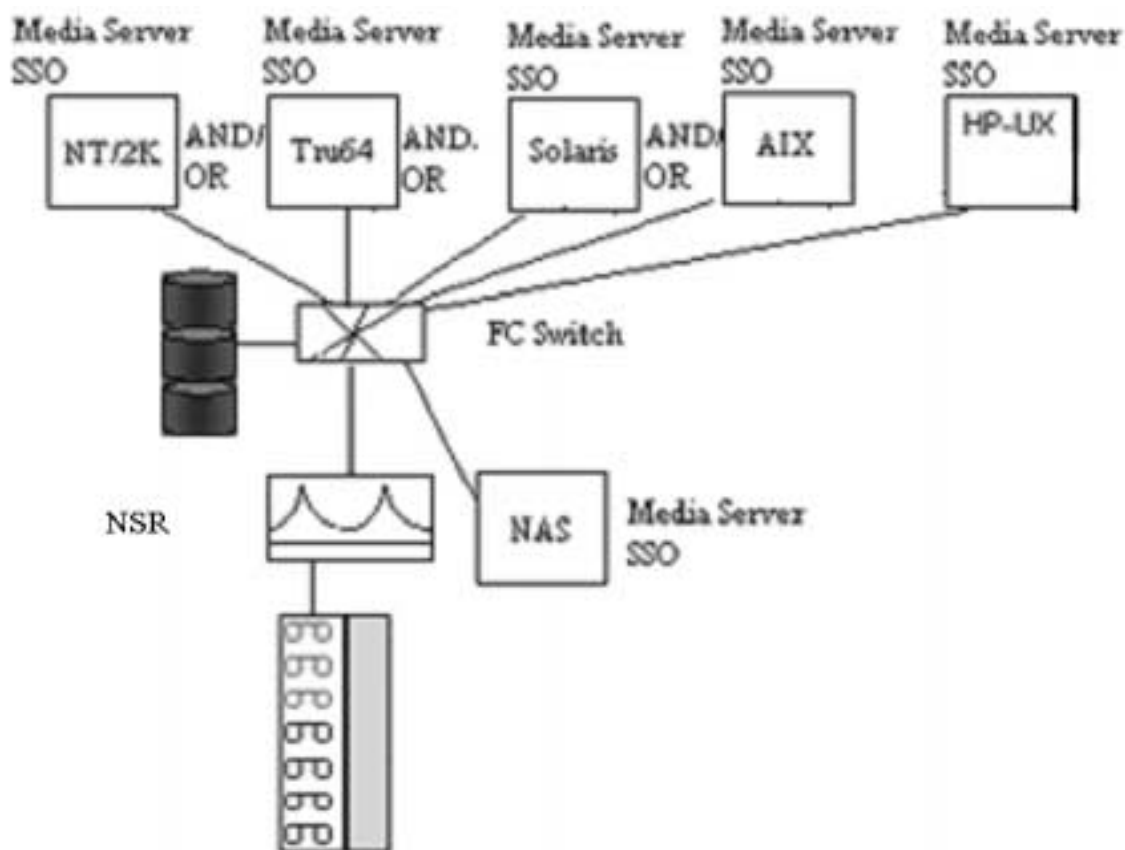 Media Server
SSO
Media Server
SSO
Media Server
SSO
Media Server
SSO
Media Server
SSO
NT/2K
AND/
OR
Tru64
AND.
OR
Solaris
AND/
OR
AIX
HP-UX
FC Switch
NSR
NAS
Media Server
SSO